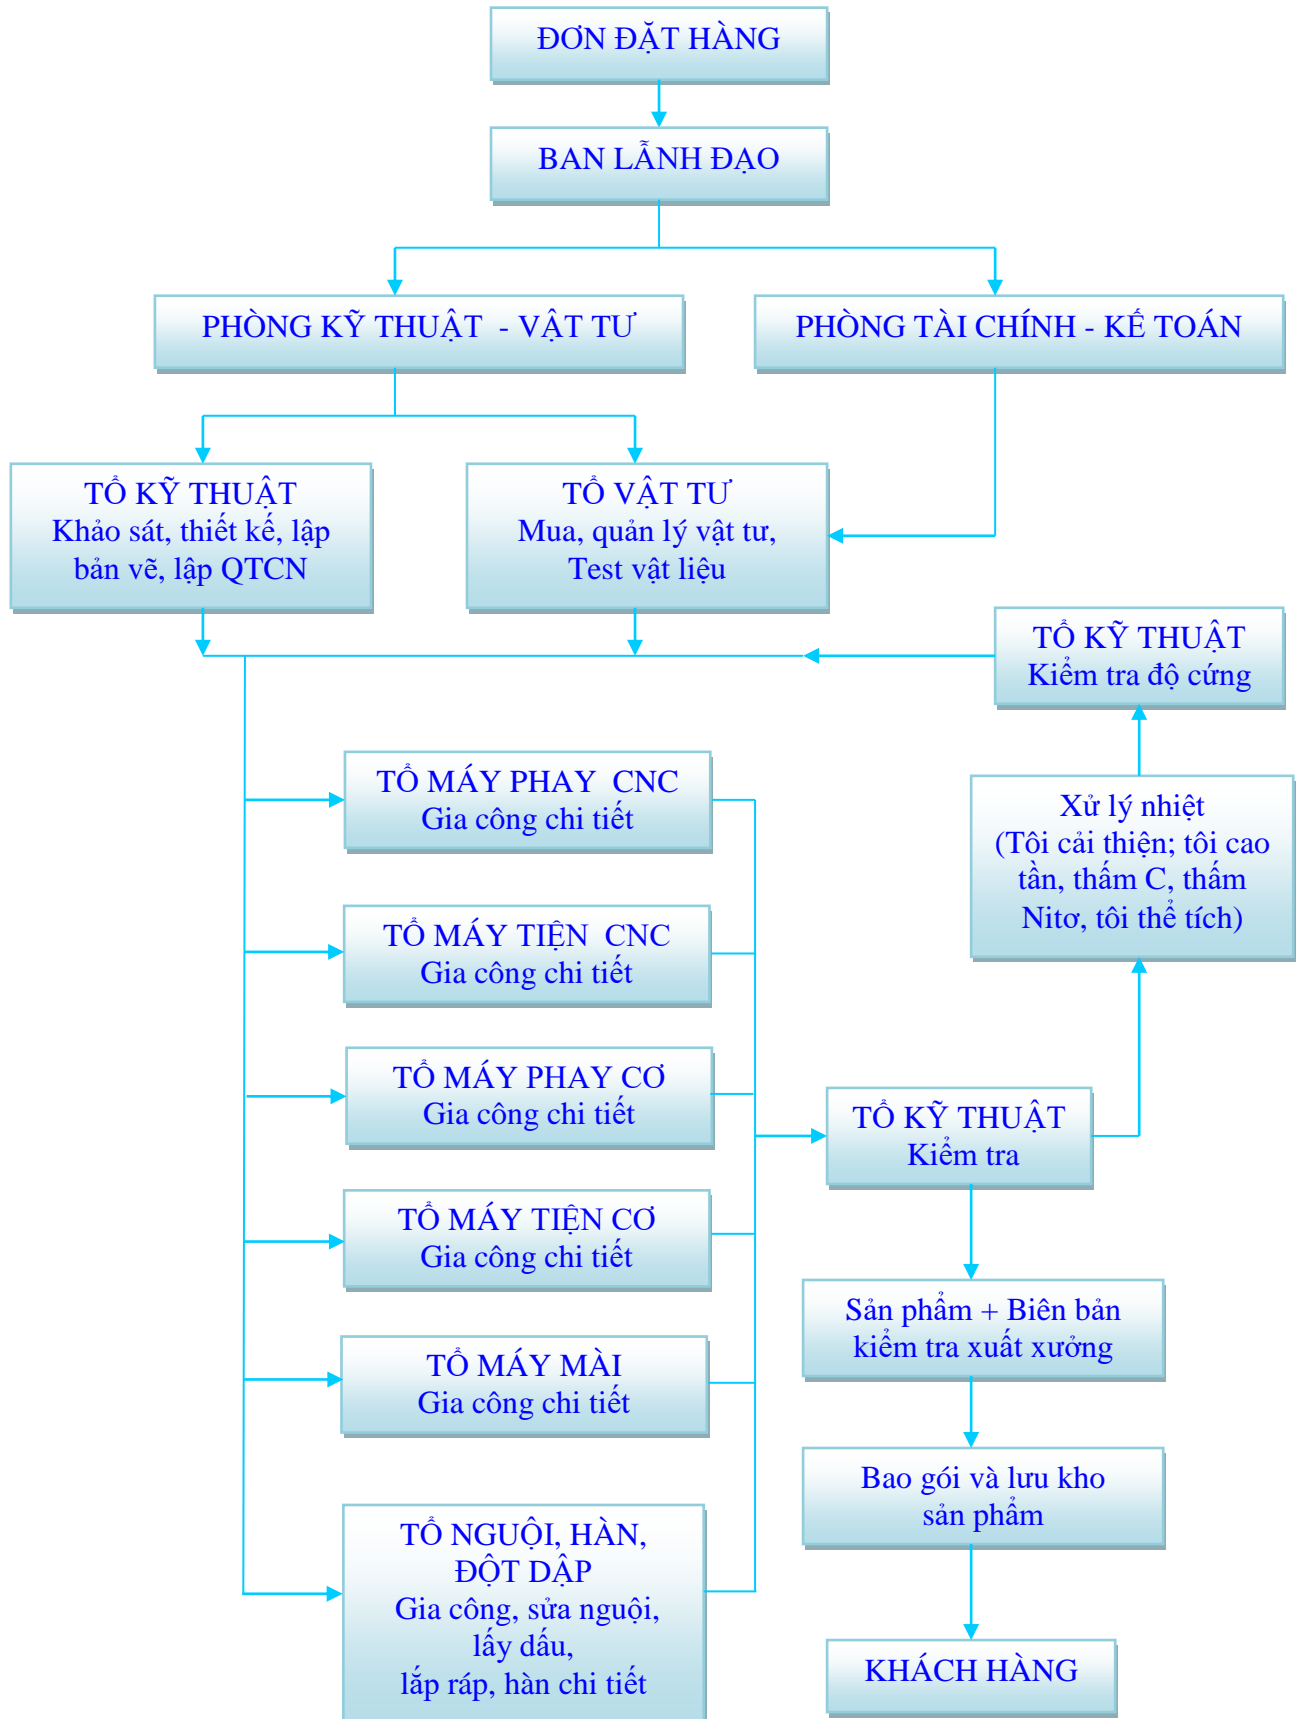 ĐƠN ĐẶT HÀNG
BAN LẪNH ĐẠO
PHÒNG KỸ THUẬT - VẬT TƯ
PHÒNG TÀI CHÍNH - KẾ TOÁN
TỔ KỸ THUẬT
Khảo sát, thiết kế, lập
bản vẽ, lập QTCN
TỔ VẬT TƯ
Mua, quản lý vật tư,
Test vật liệu
TỔ KỸ THUẬT
Kiểm tra độ cứng
TỔ MÁY PHAY CNC
Gia công chi tiết
Xử lý nhiệt
(Tôi cải thiện; tôi cao
tần, thấm C, thấm
Nitơ, tôi thể tích)
TỔ MÁY TIỆN CNC
Gia công chi tiết
TỔ MÁY PHAY CƠ
Gia công chi tiết
TỔ KỸ THUẬT
Kiểm tra
TỔ MÁY TIỆN CƠ
Gia công chi tiết
Sản phẩm + Biên bản
kiểm tra xuất xưởng
TỔ MÁY MÀI
Gia công chi tiết
Bao gói và lưu kho
sản phẩm
TỔ NGUỘI, HÀN,
ĐỘT DẬP
Gia công, sửa nguội,
lấy dấu,
lắp ráp, hàn chi tiết
KHÁCH HÀNG